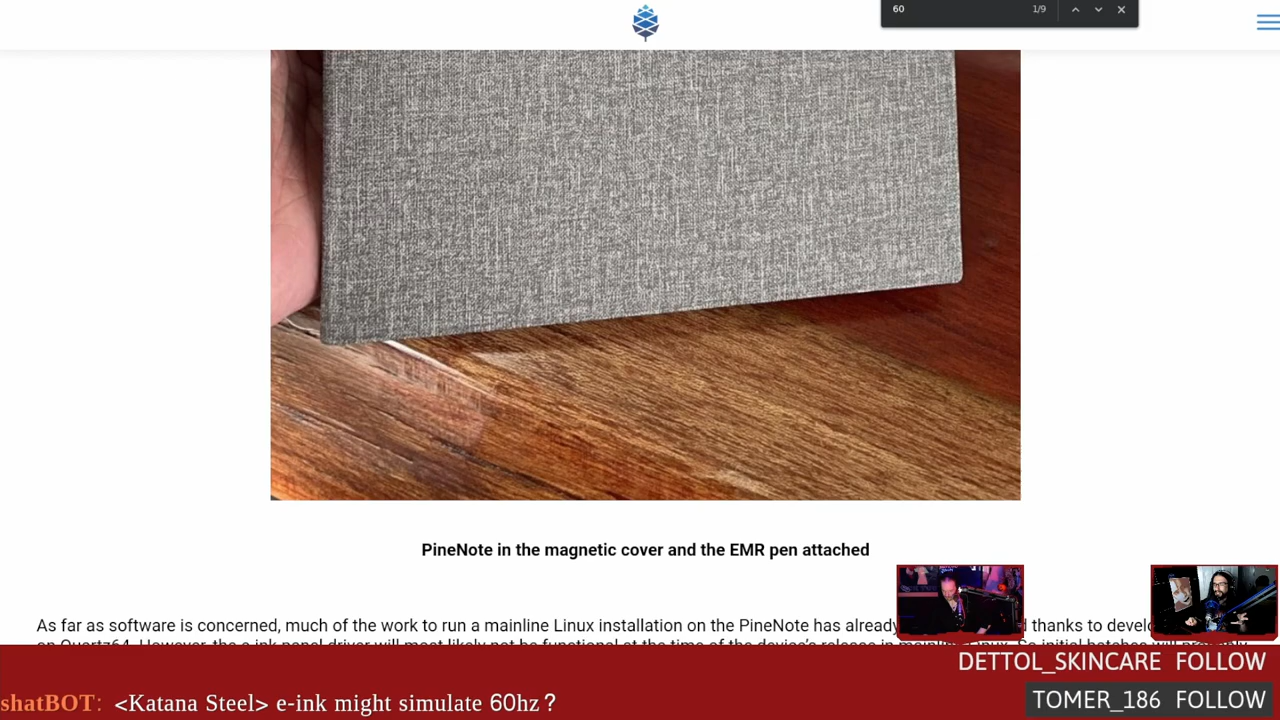 60
1/9
PineNote in the magnetic cover and the EMR pen attached
As far as software is concerned, much of the work to run a mainline Linux installation on the PineNote has already thanks to
DETTOL_SKINCARE FOLLOW
shatBOT: <Katana Steel> e-ink might simulate 60hz ?
TOMER_186 FOLLOW